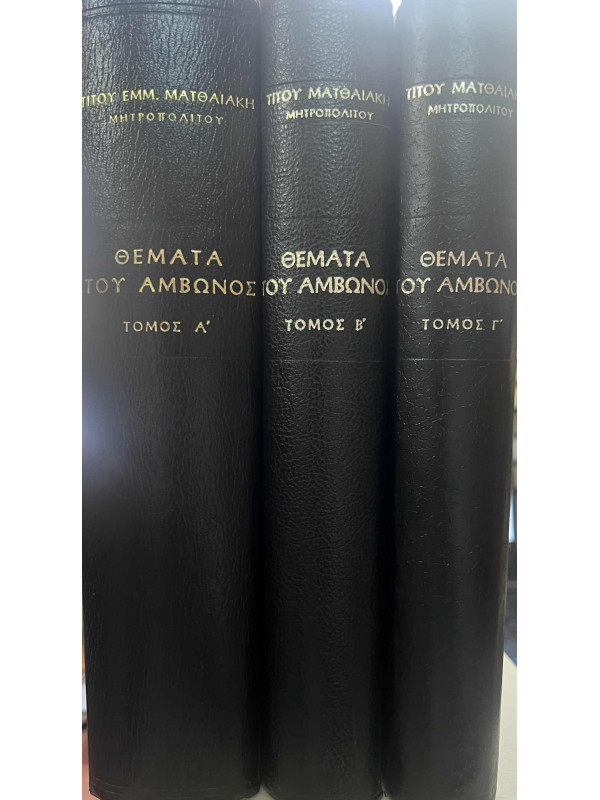 ΤΙΤΟΥ ΕΜΜ. ΜΑΤΘΑΙΑΚΗ
ΜΗΤΡΟΠΟΛΙΤΟΥ
ΘΕΜΑΤΑ
ΤΟΥ ΑΜΒΩΝΟΣ
ΤΟΜΟΣ Α'
ΤΙΤΟΥ ΜΑΤΘΑΙΑΚΗ
ΜΗΤΡΟΠΟΛΙΤΟΥ
ΘΕΜΑΤΑ
ΤΟΥ ΑΜΒΩΝΟΣ
ΤΟΜΟΣ Β'
ΤΙΤΟΥ ΜΑΤΘΑΙΑΚΗ
ΜΗΤΡΟΠΟΛΙΤΟΥ
ΘΕΜΑΤΑ
ΤΟΥ ΑΜΒΩΝΟΣ
ΤΟΜΟΣ Γ'